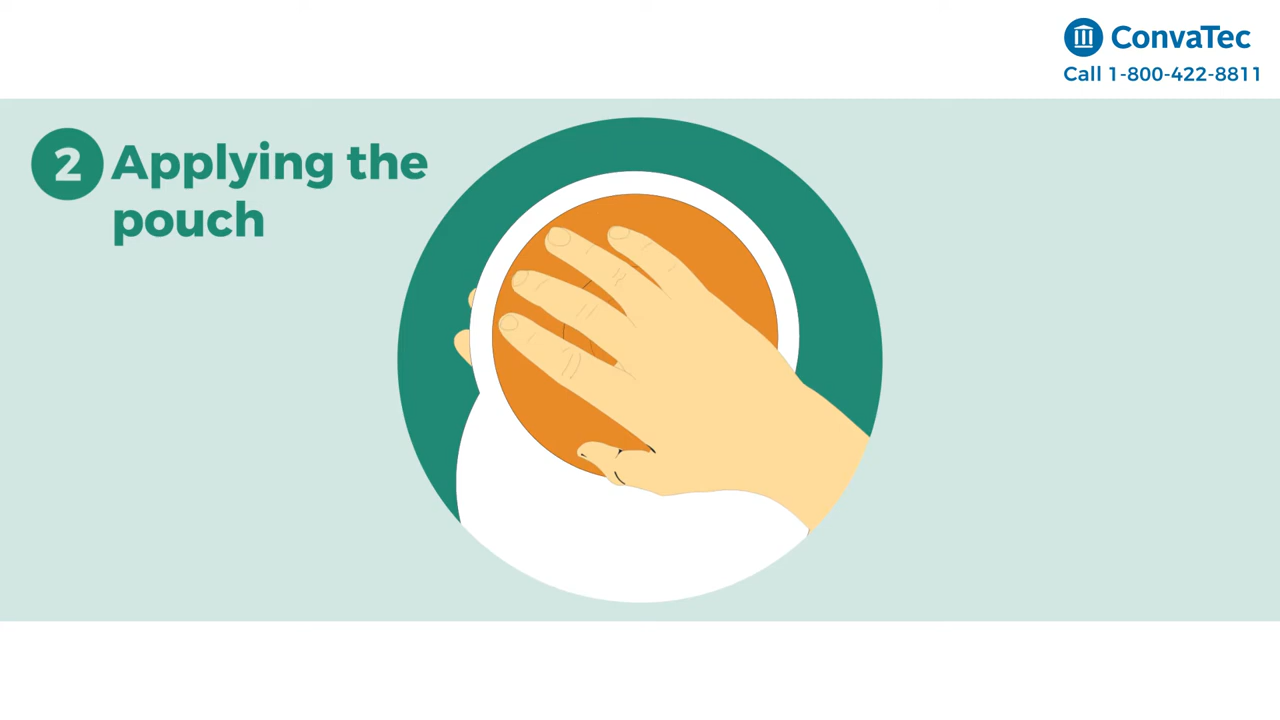 ConvaTec
Call 1-800-422-8811
2 Applying the
pouch